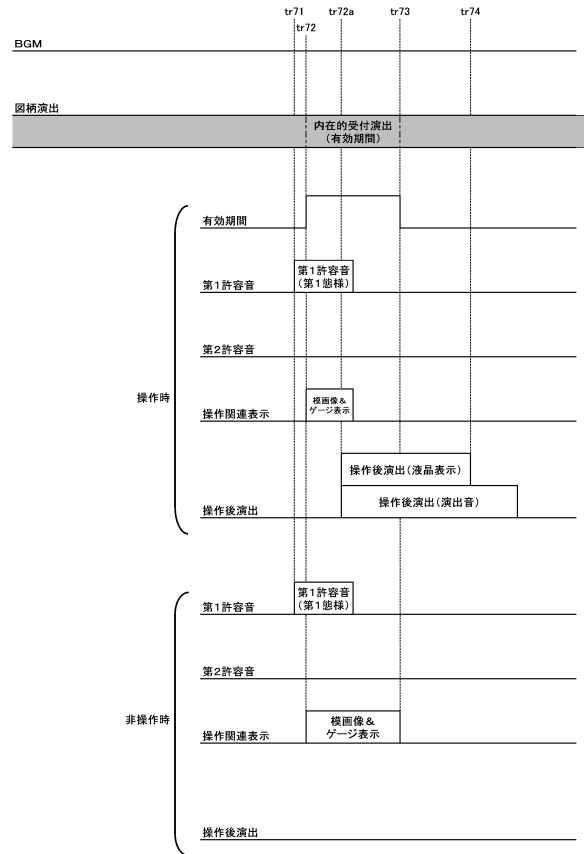 tr71
tr72
tr72a
tr73
tr74
BGM
図柄演出
内在的受付演出
(有効期間)
操作時
有効期間
第1許容音
第1許容音
(第1態様)
第2許容音
操作関連表示
模画像&
ゲージ表示
操作後演出
操作後演出(液晶表示)
操作後演出(演出音)
非操作時
第1許容音
第1許容音
(第1態様)
第2許容音
操作関連表示
模画像&
ゲージ表示
操作後演出